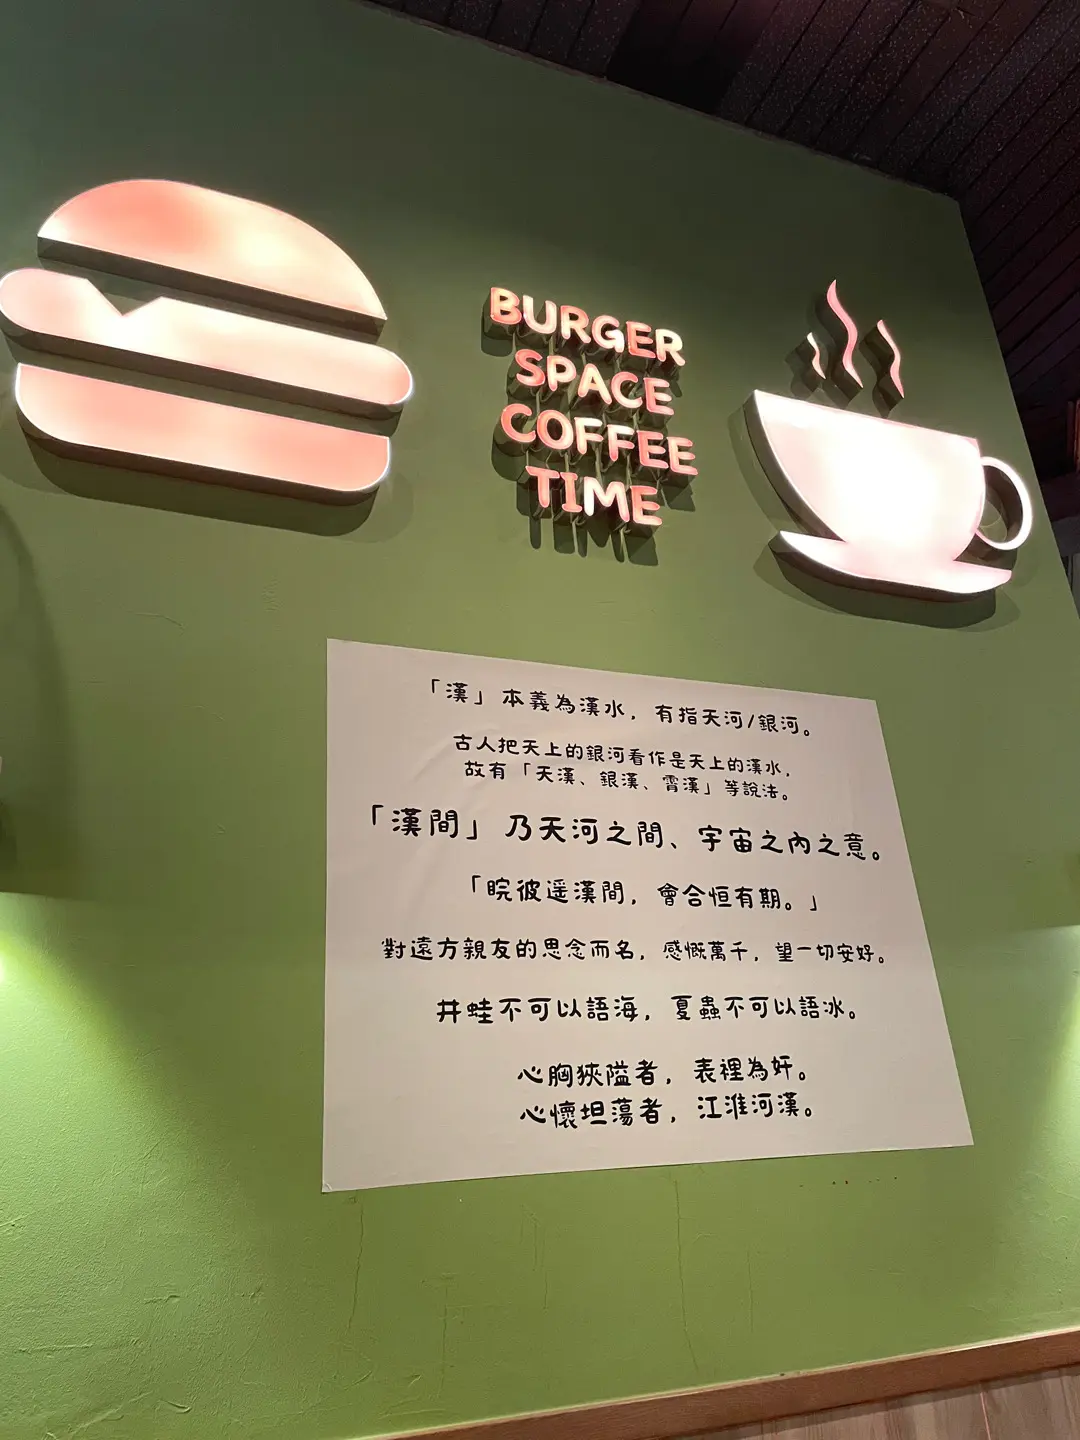 BURGER
SPACE
COFFEE
TIME
「漢」本義為漢水，有指天河/銀河。
古人把天上的銀河看作是天上的漢水，
故有「天漢、銀漢、霄漢」等說法。
「漢間」乃天河之間、宇宙之內之意。
「睆彼遥漢間，會合恒有期。」
對遠方親友的思念而名，感慨萬千，望一切安好。
井蛙不可以語海，夏蟲不可以語冰。
心胸狹隘者，表裡為奸。
心懷坦蕩者，江淮河漢。